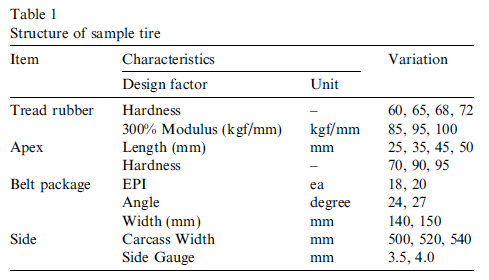 Table 1
Structure of sample tire
Item Characteristics Variation
Design factor Unit
Tread rubber Hardness – 60, 65, 68, 72
300% Modulus (kgf/mm) kgf/mm 85, 95, 100
Apex Length (mm) mm 25, 35, 45, 50
Hardness – 70, 90, 95
Belt package EPI ea 18, 20
Angle degree 24, 27
Width (mm) mm 140, 150
Side Carcass Width mm 500, 520, 540
Side Gauge mm 3.5, 4.0